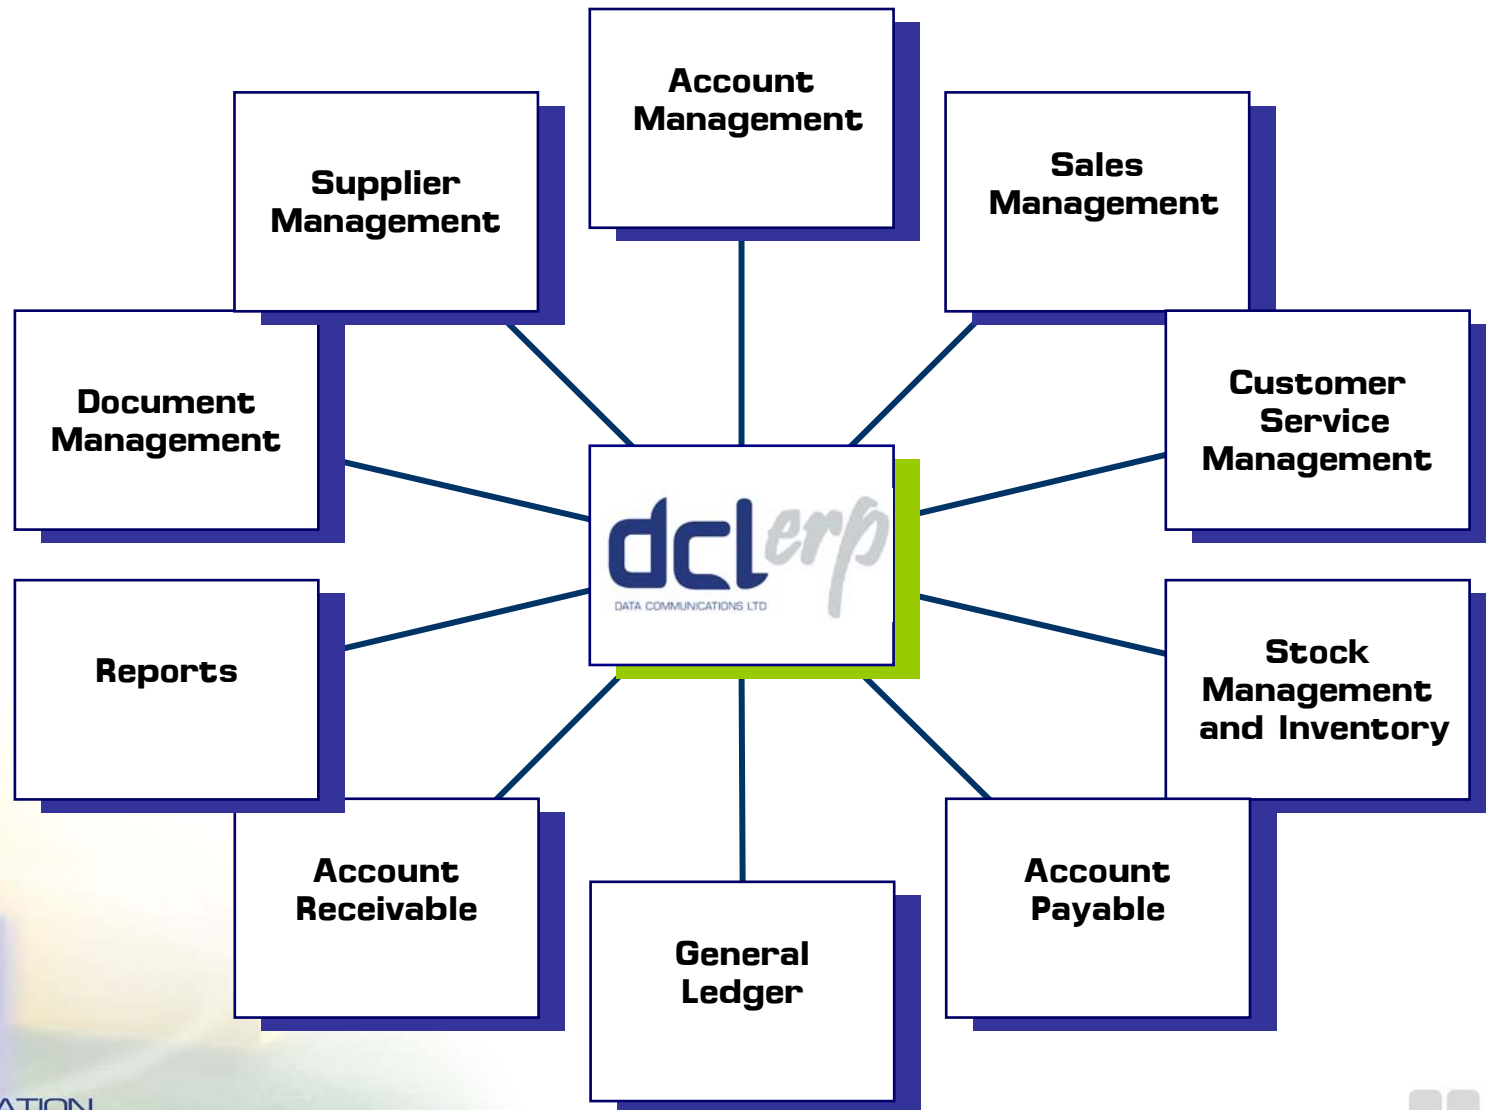 Account
Management
Supplier
Management
Sales
Management
Document
Management
Customer
Service
Management
dcl erp
DATA COMMUNICATIONS LTD
Reports
Stock
Management
and Inventory
Account
Receivable
Account
Payable
General
Ledger